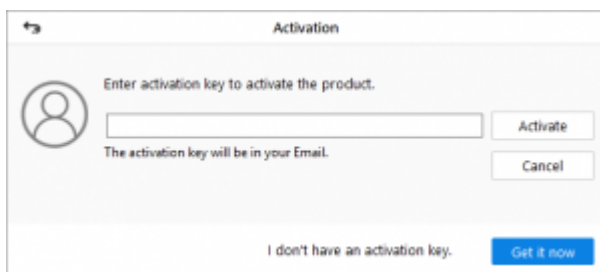 Activation
Enter activation key to activate the product.
Activate
The activation key will be in your Email.
Cancel
I don't have an activation key.
Get it now